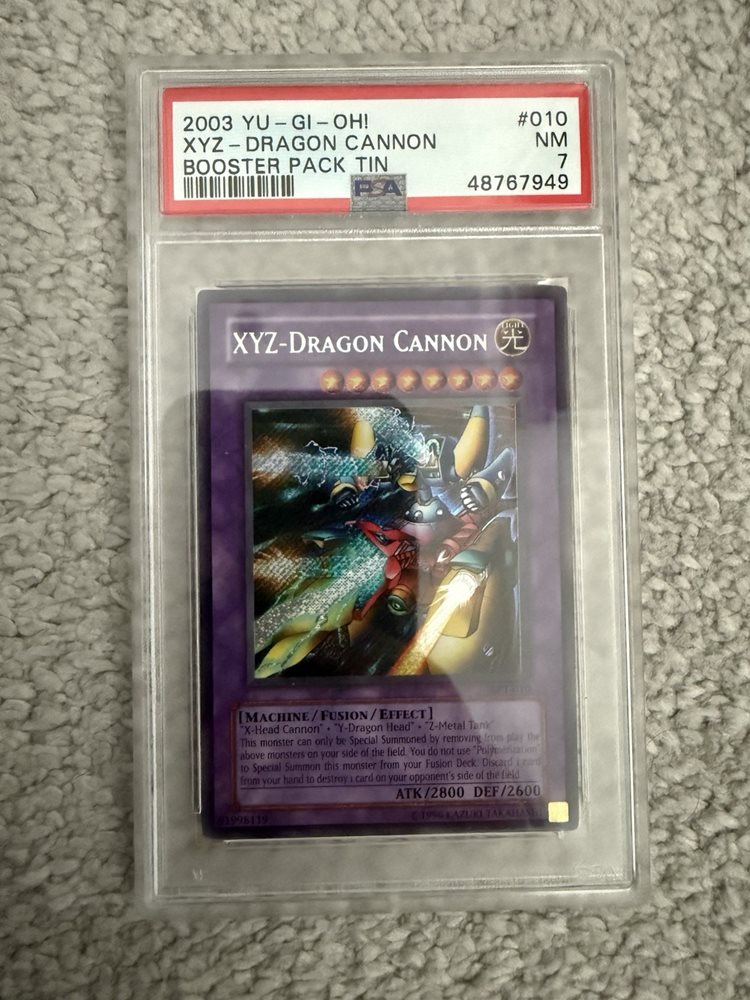 2003 YU-GI-OH! #010
XYZ-DRAGON CANNON NM
BOOSTER PACK TIN 7
PSA 48767949
XYZ-DRAGON CANNON
LIGHT
光
[MACHINE/FUSION/EFFECT]
"X-Head Cannon" + "Y-Dragon Head" + "Z-Metal Tank"
This monster can only be Special Summoned by removing from play the
above monsters on your side of the field. You do not use "Polymerization"
to Special Summon this monster from your Fusion Deck. Discard 1 card
from your hand to destroy 1 card on your opponent's side of the field.
ATK/2800 DEF/2600
© 1996 KAZUKI TAKAHASHI